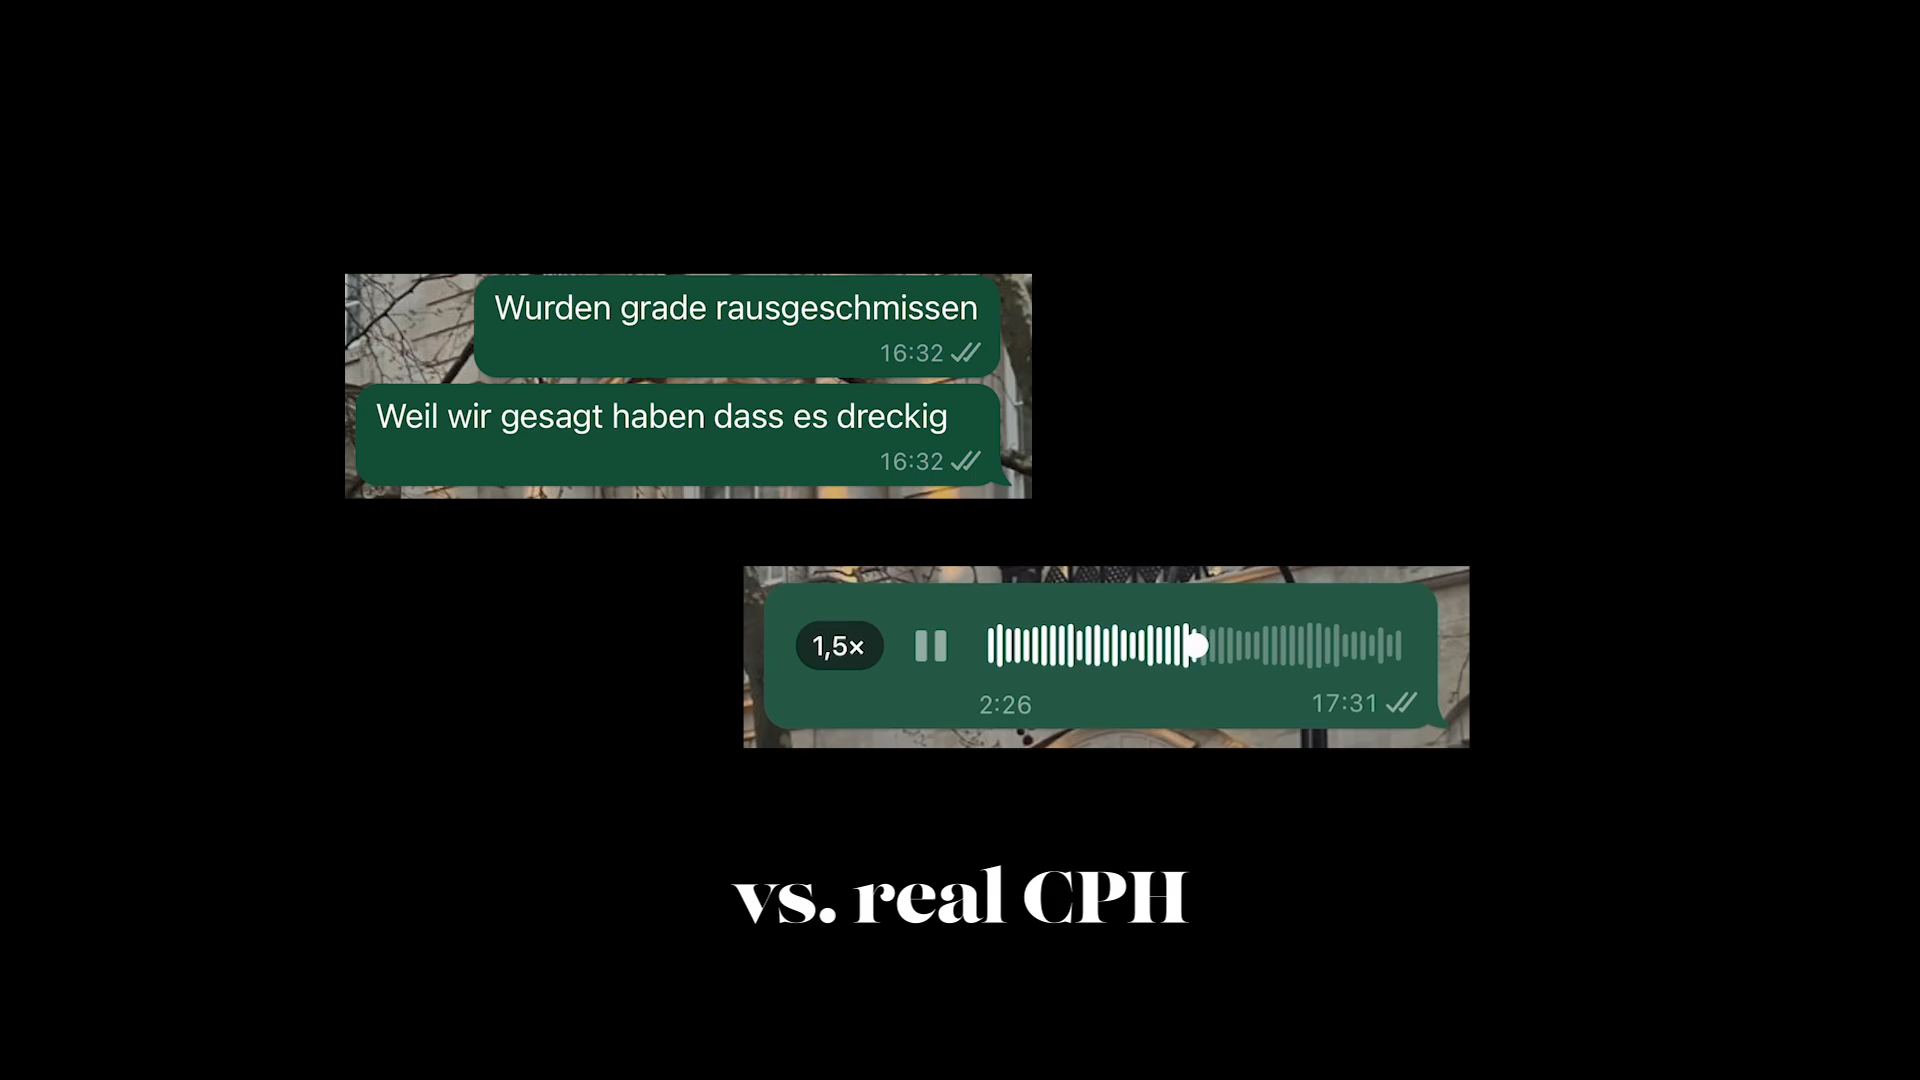 Wurden grade rausgeschmissen
16:32
Weil wir gesagt haben dass es dreckig
16:32
1,5×
2:26
17:31
vs. real CPH